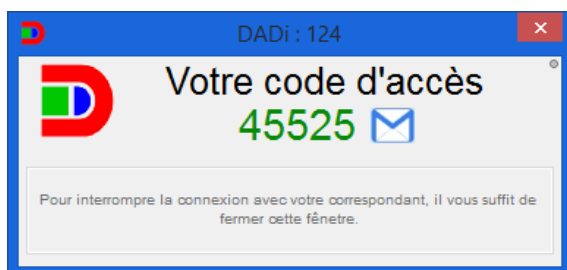 DADi : 124
Votre code d'accès
45525
Pour interrompre la connexion avec votre correspondant, il vous suffit de
fermer cette fênetre.